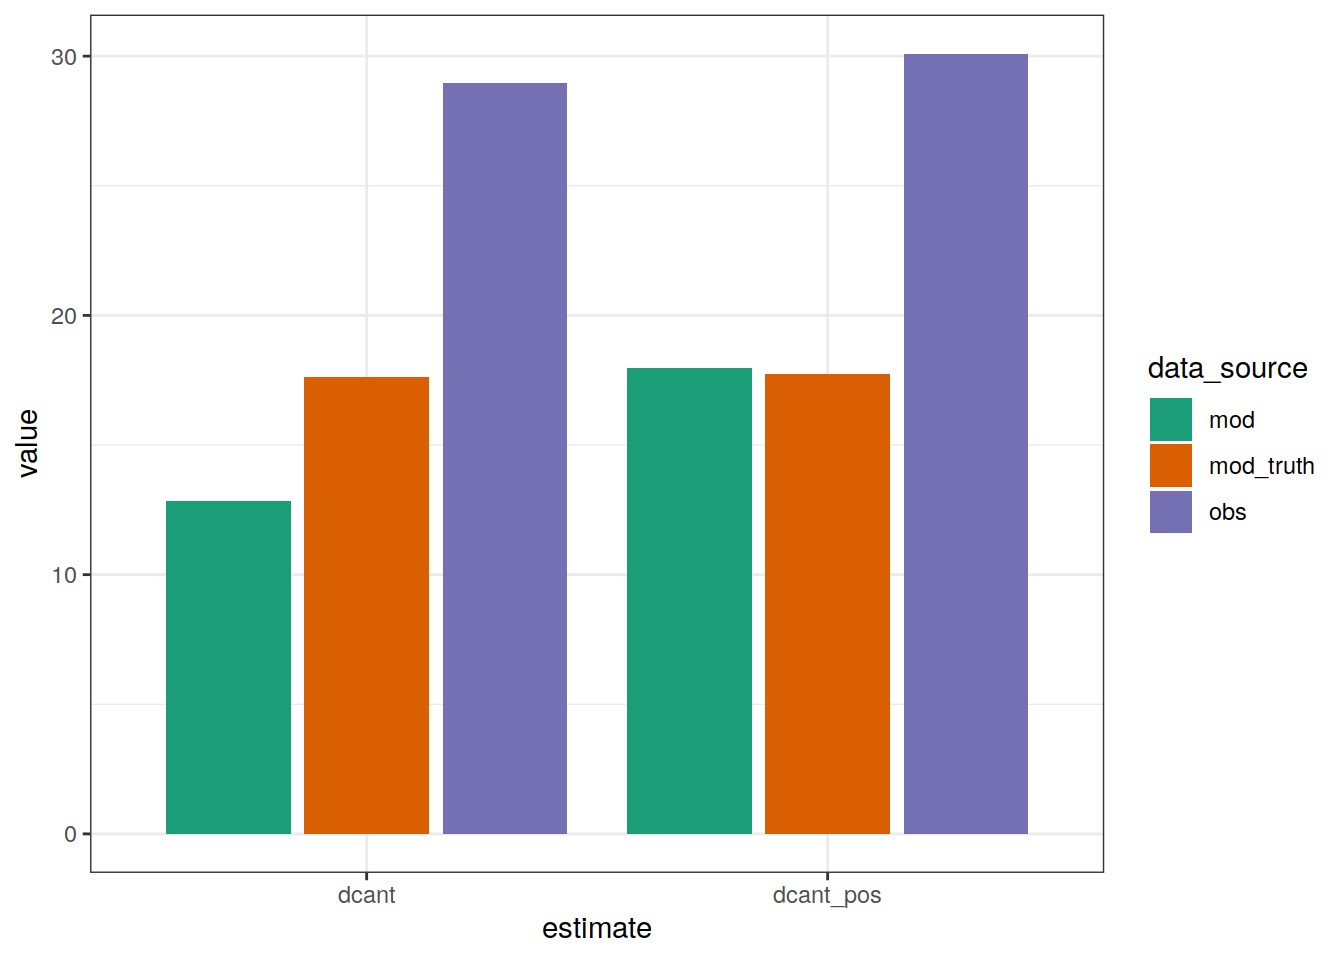 30
20
10
0
value
dcant
dcant_pos
estimate
data_source
mod
mod_truth
obs